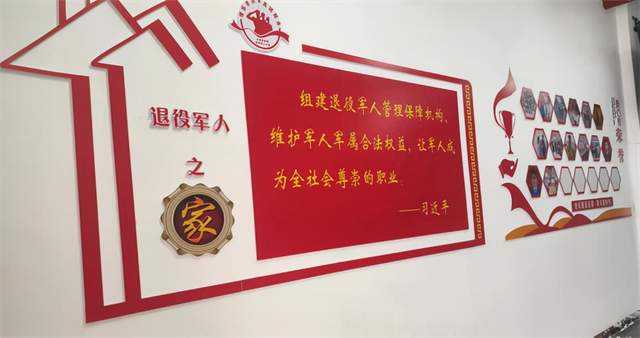 退役军人
之
家
组建退役军人管理保障机构，
维护军人军属合法权益，让军人成
为全社会尊崇的职业
——习近平
荣誉